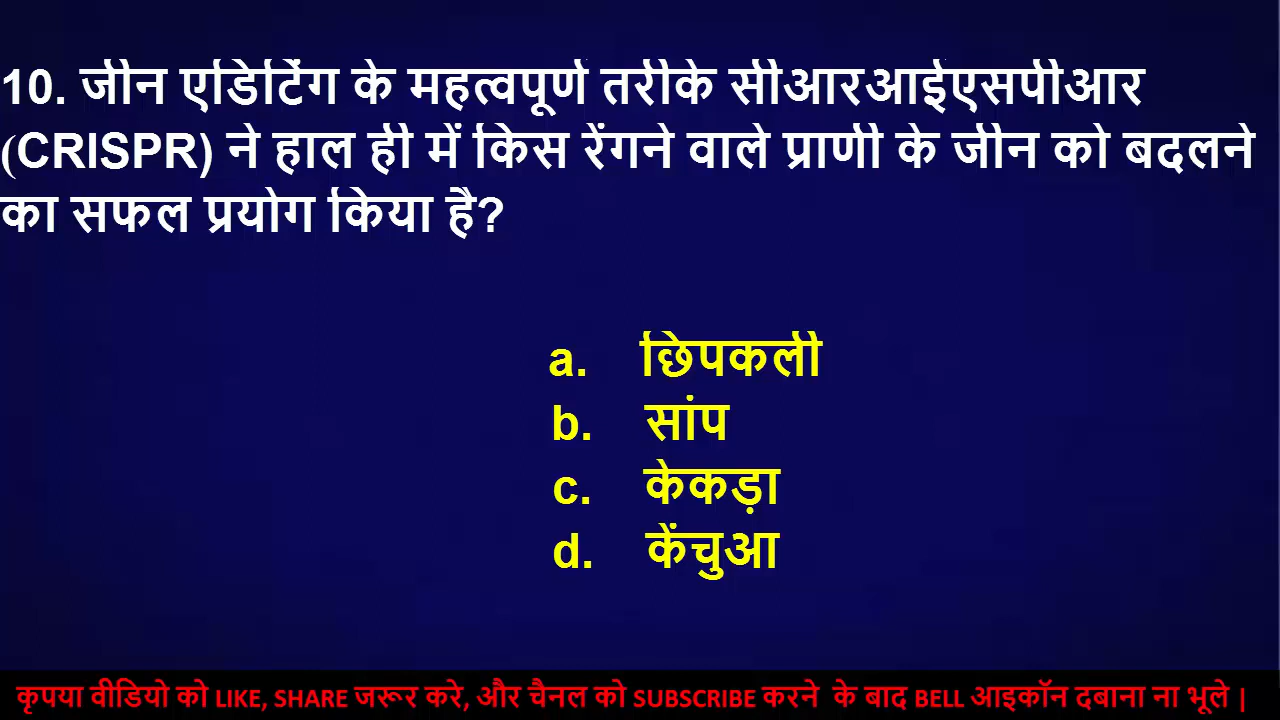 10. जीन एडिटिंग के महत्वपूर्ण तरीके सीआरआईएसपीआर
(CRISPR) ने हाल ही में किस रेंगने वाले प्राणी के जीन को बदलने
का सफल प्रयोग किया है?
a. छिपकली
b. सांप
c. केकड़ा
d. केंचुआ
कृपया वीडियो को LIKE, SHARE जरूर करे, और चैनल को SUBSCRIBE करने के बाद BELL आइकॉन दबाना ना भूले |